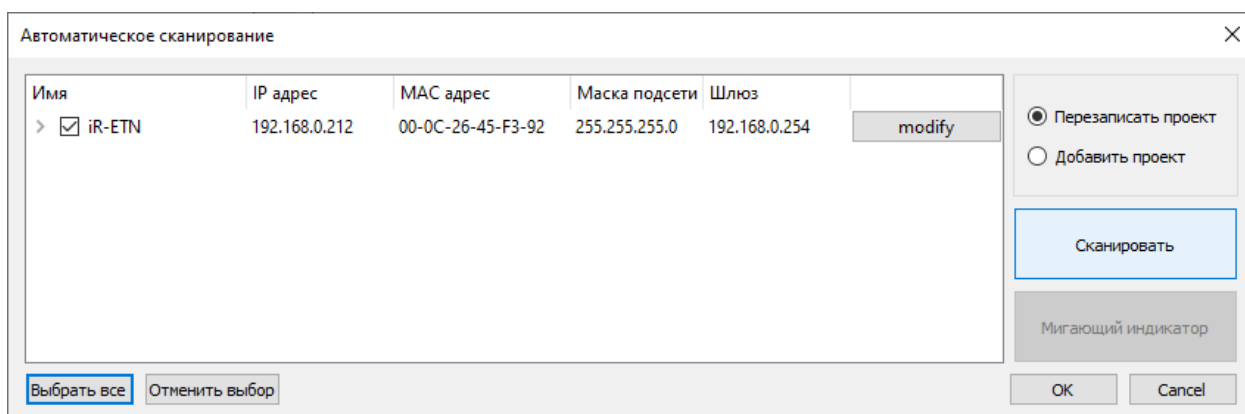 Автоматическое сканирование
Имя IP адрес MAC адрес Маска подсети Шлюз
iR-ETN 192.168.0.212 00-0C-26-45-F3-92 255.255.255.0 192.168.0.254 modify
Перезаписать проект
Добавить проект
Сканировать
Мигающий индикатор
Выбрать все Отменить выбор OK Cancel